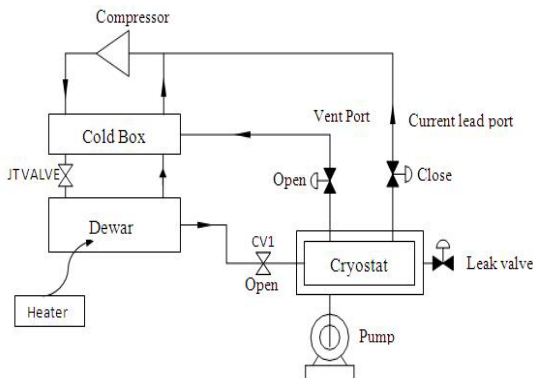 Compressor
Vent Port
Current lead port
Cold Box
JTVALVE
Open
Close
Dewar
CV1
Open
Cryostat
Leak valve
Heater
Pump